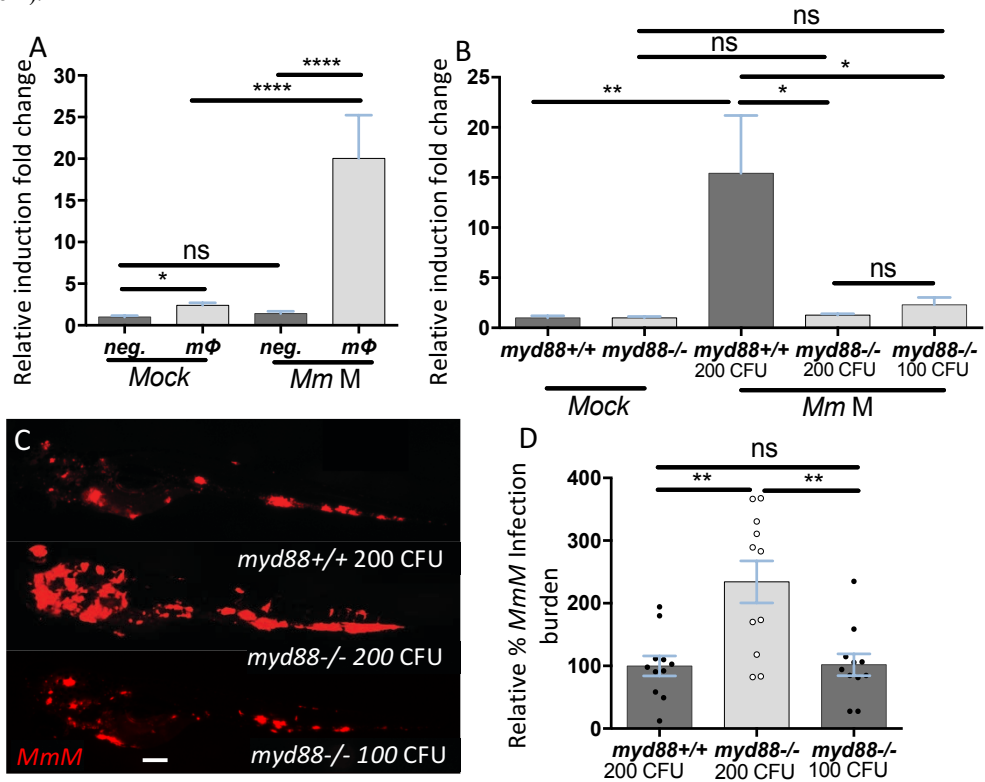 A
Relative induction fold change
30
25
20
15
10
5
0
****
****
ns
*
neg. mΦ neg. mΦ
Mock Mm M
B
Relative induction fold change
25
20
15
10
5
0
ns
ns
*
** *
ns
myd88+/+ myd88-/- myd88+/+ myd88-/- myd88-/-
200 CFU 200 CFU 100 CFU
Mock Mm M
C
myd88+/+ 200 CFU
myd88-/- 200 CFU
MmM myd88-/- 100 CFU
D
Relative % MmM Infection
burden
400
300
200
100
0
ns
** **
myd88+/+ myd88-/- myd88-/-
200 CFU 200 CFU 100 CFU